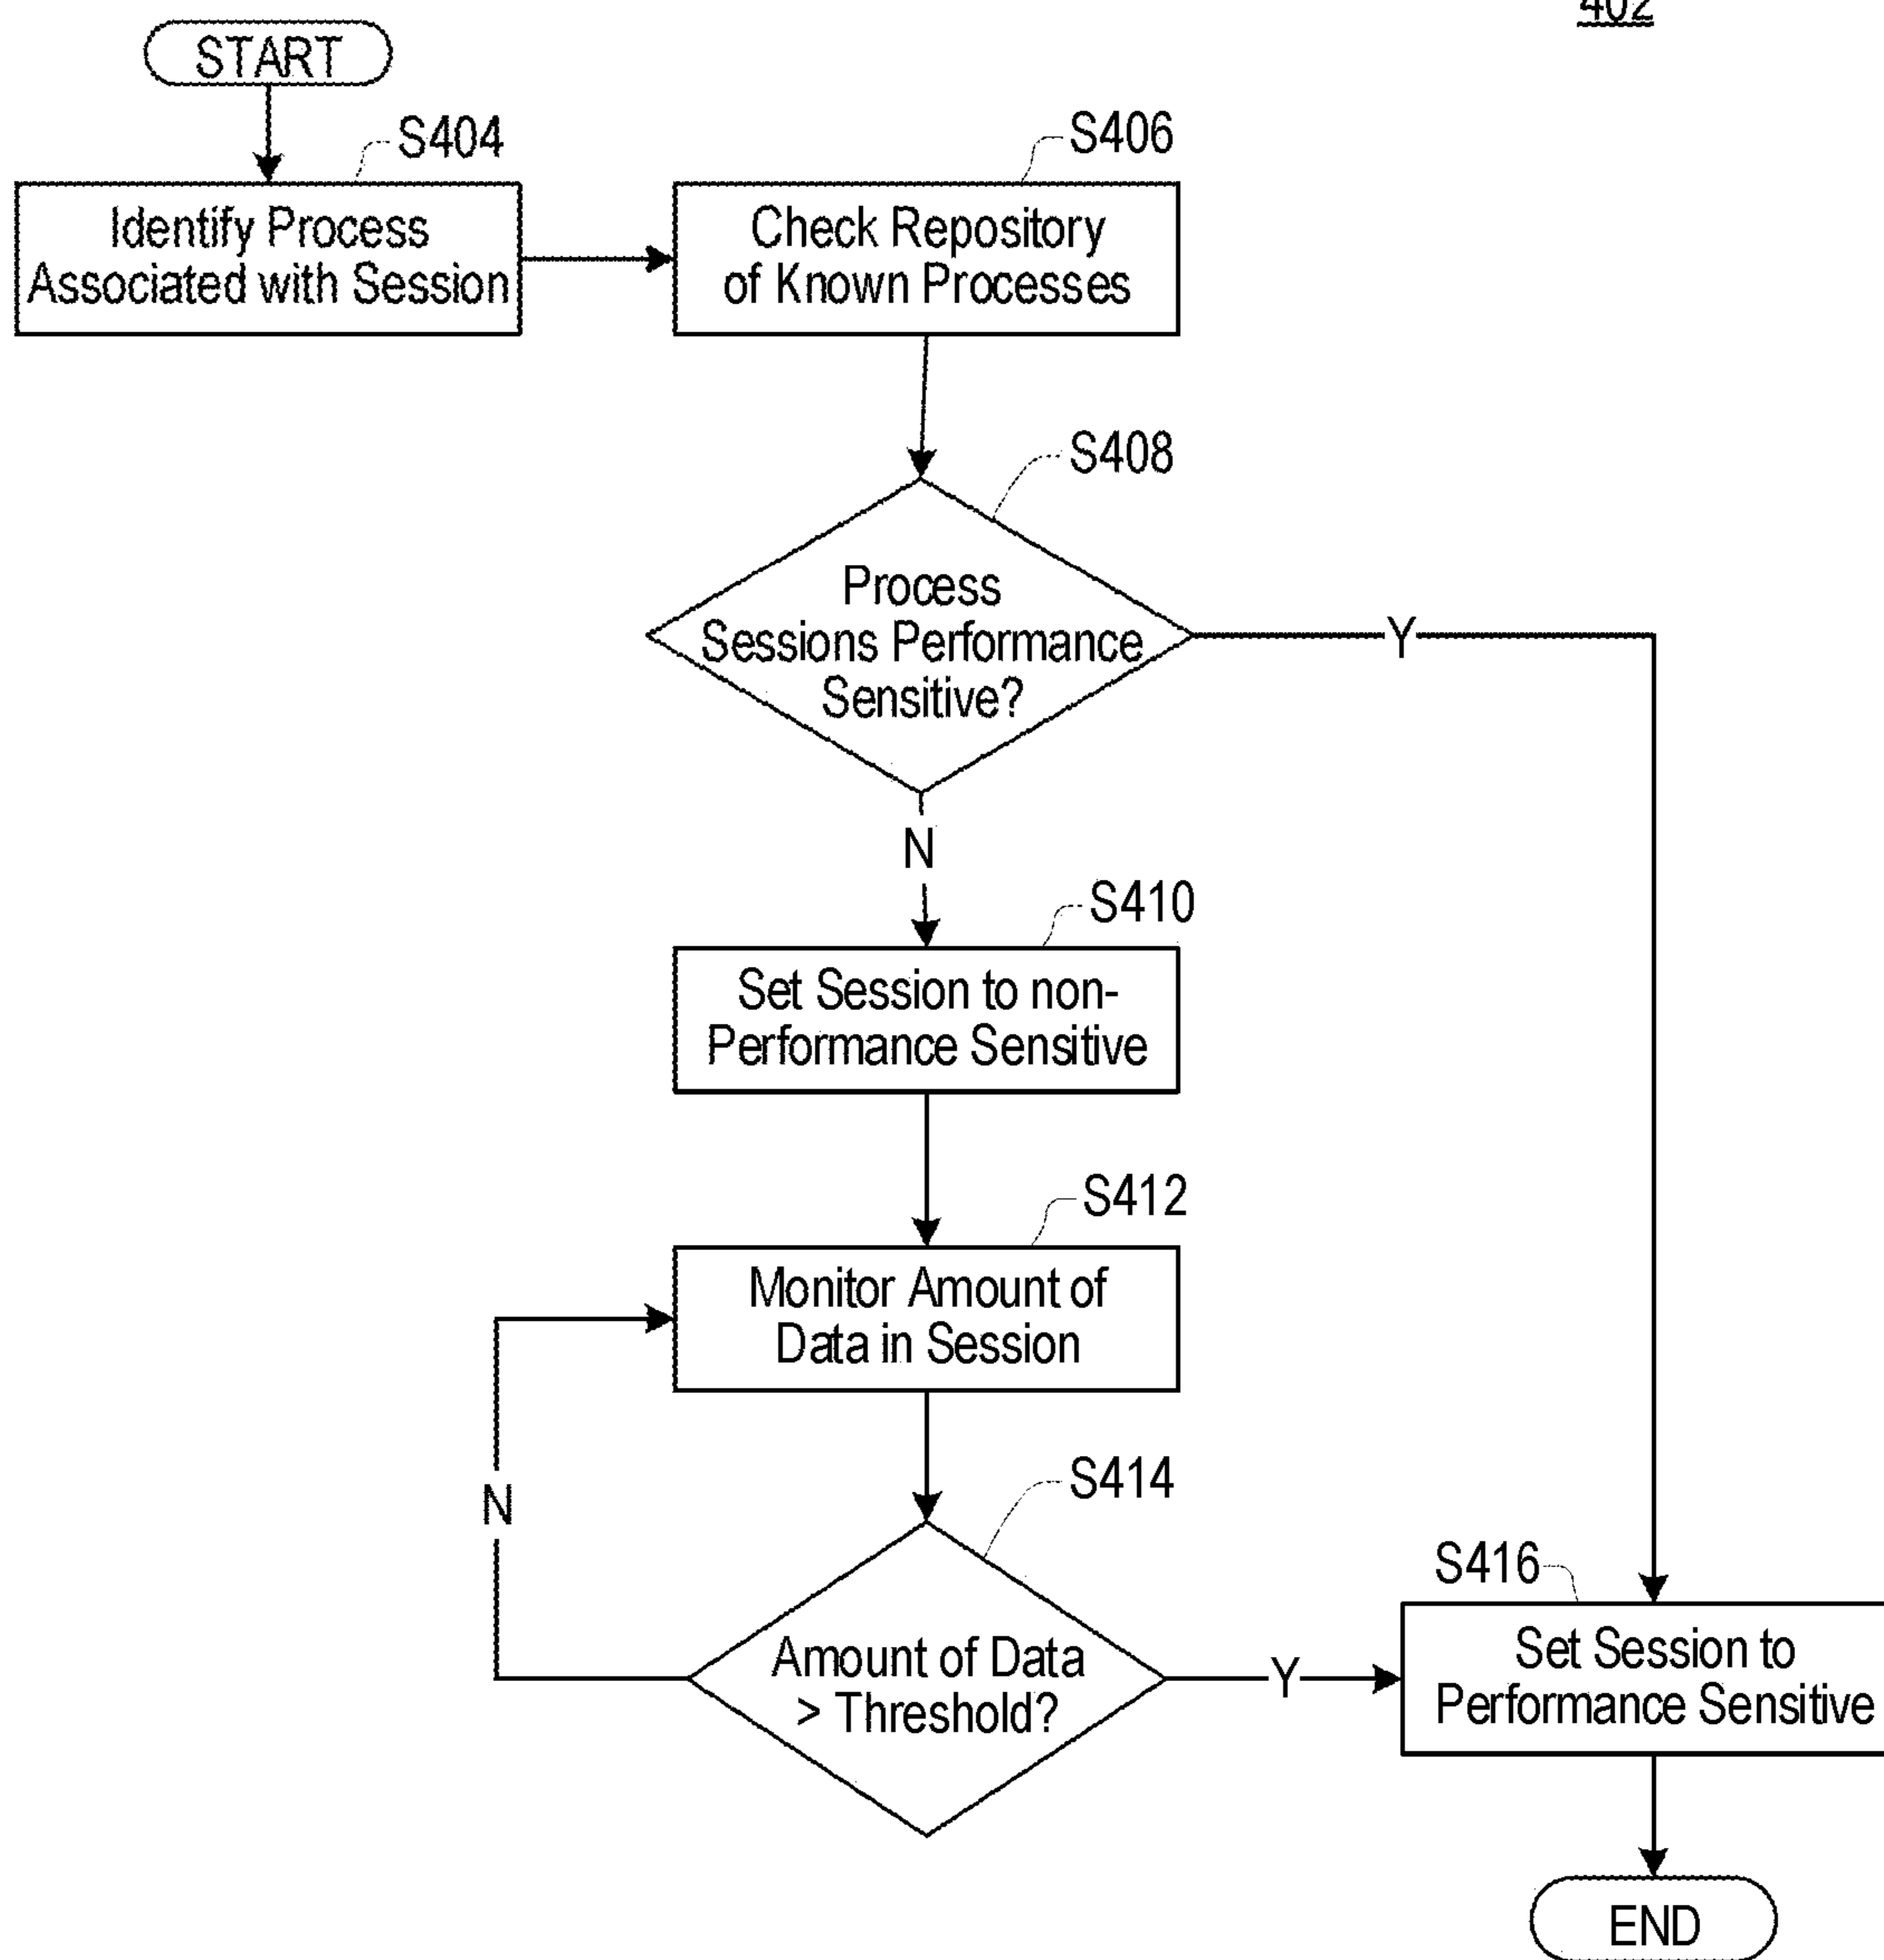 402
START
S404
Identify Process
Associated with Session
S406
Check Repository
of Known Processes
S408
Process
Sessions Performance
Sensitive?
Y
N
S410
Set Session to non-
Performance Sensitive
S412
Monitor Amount of
Data in Session
N
S414
Amount of Data
> Threshold?
Y
S416
Set Session to
Performance Sensitive
END